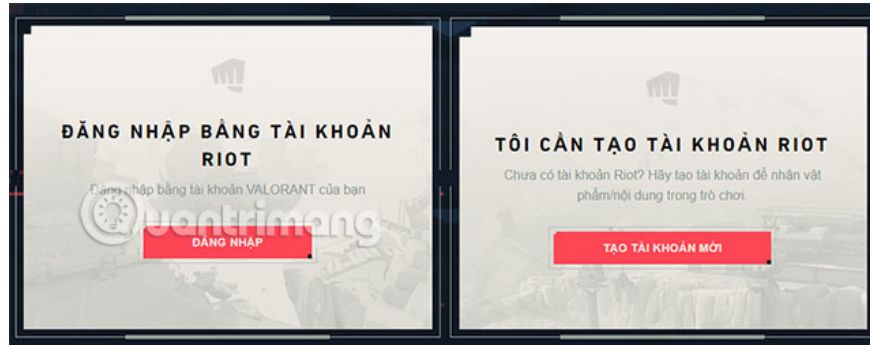 ĐĂNG NHẬP BẰNG TÀI KHOẢN
RIOT
Đăng nhập bằng tài khoản VALORANT của bạn
Quantrimang
ĐĂNG NHẬP
TÔI CẦN TẠO TÀI KHOẢN RIOT
Chưa có tài khoản Riot? Hãy tạo tài khoản để nhận vật
phẩm/nội dung trong trò chơi.
TẠO TÀI KHOẢN MỚI